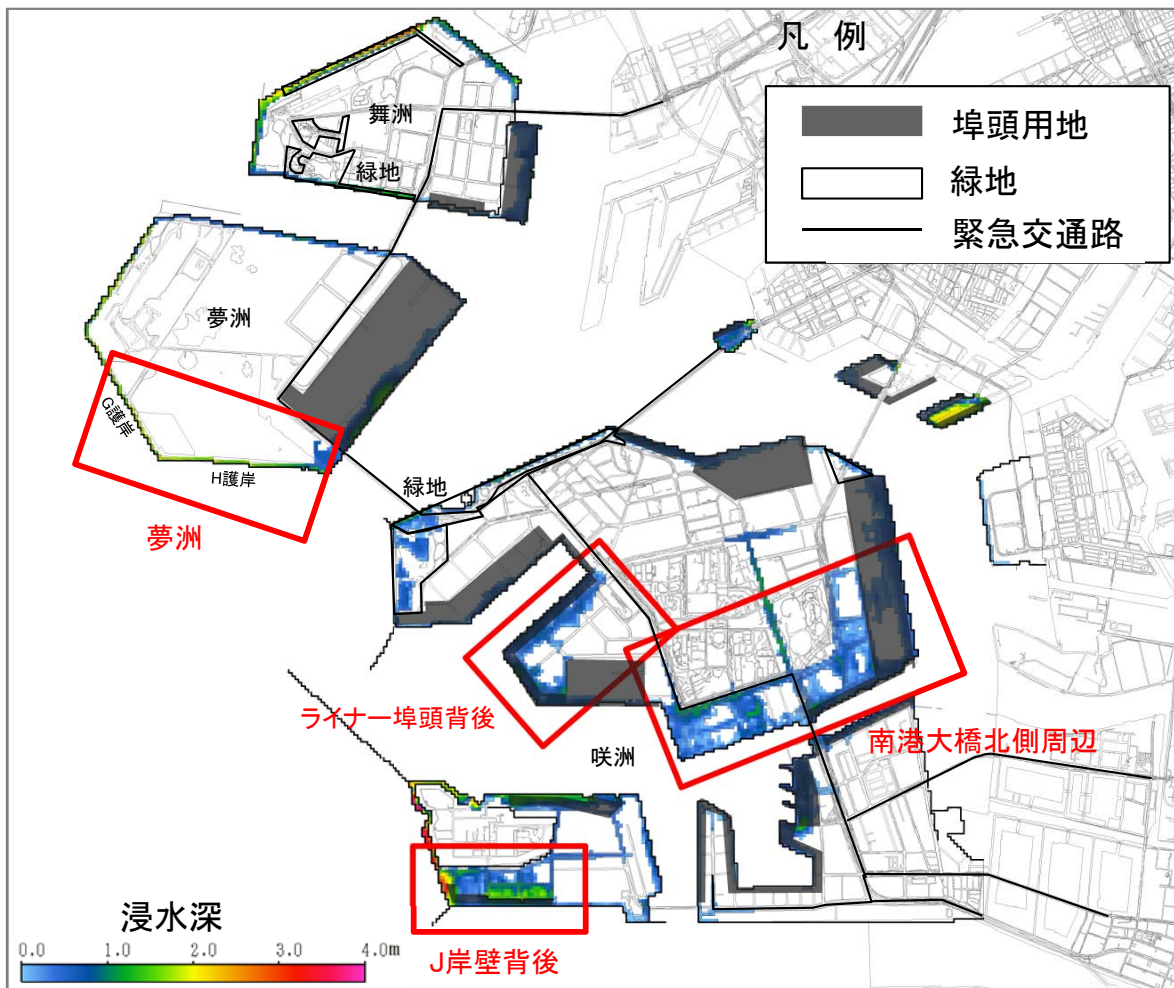 凡 例
埠頭用地
緑地
緊急交通路
舞洲
緑地
夢洲
G護岸
H護岸
夢洲
緑地
ライナー埠頭背後
南港大橋北側周辺
咲洲
J岸壁背後
浸水深
0.0 1.0 2.0 3.0 4.0m